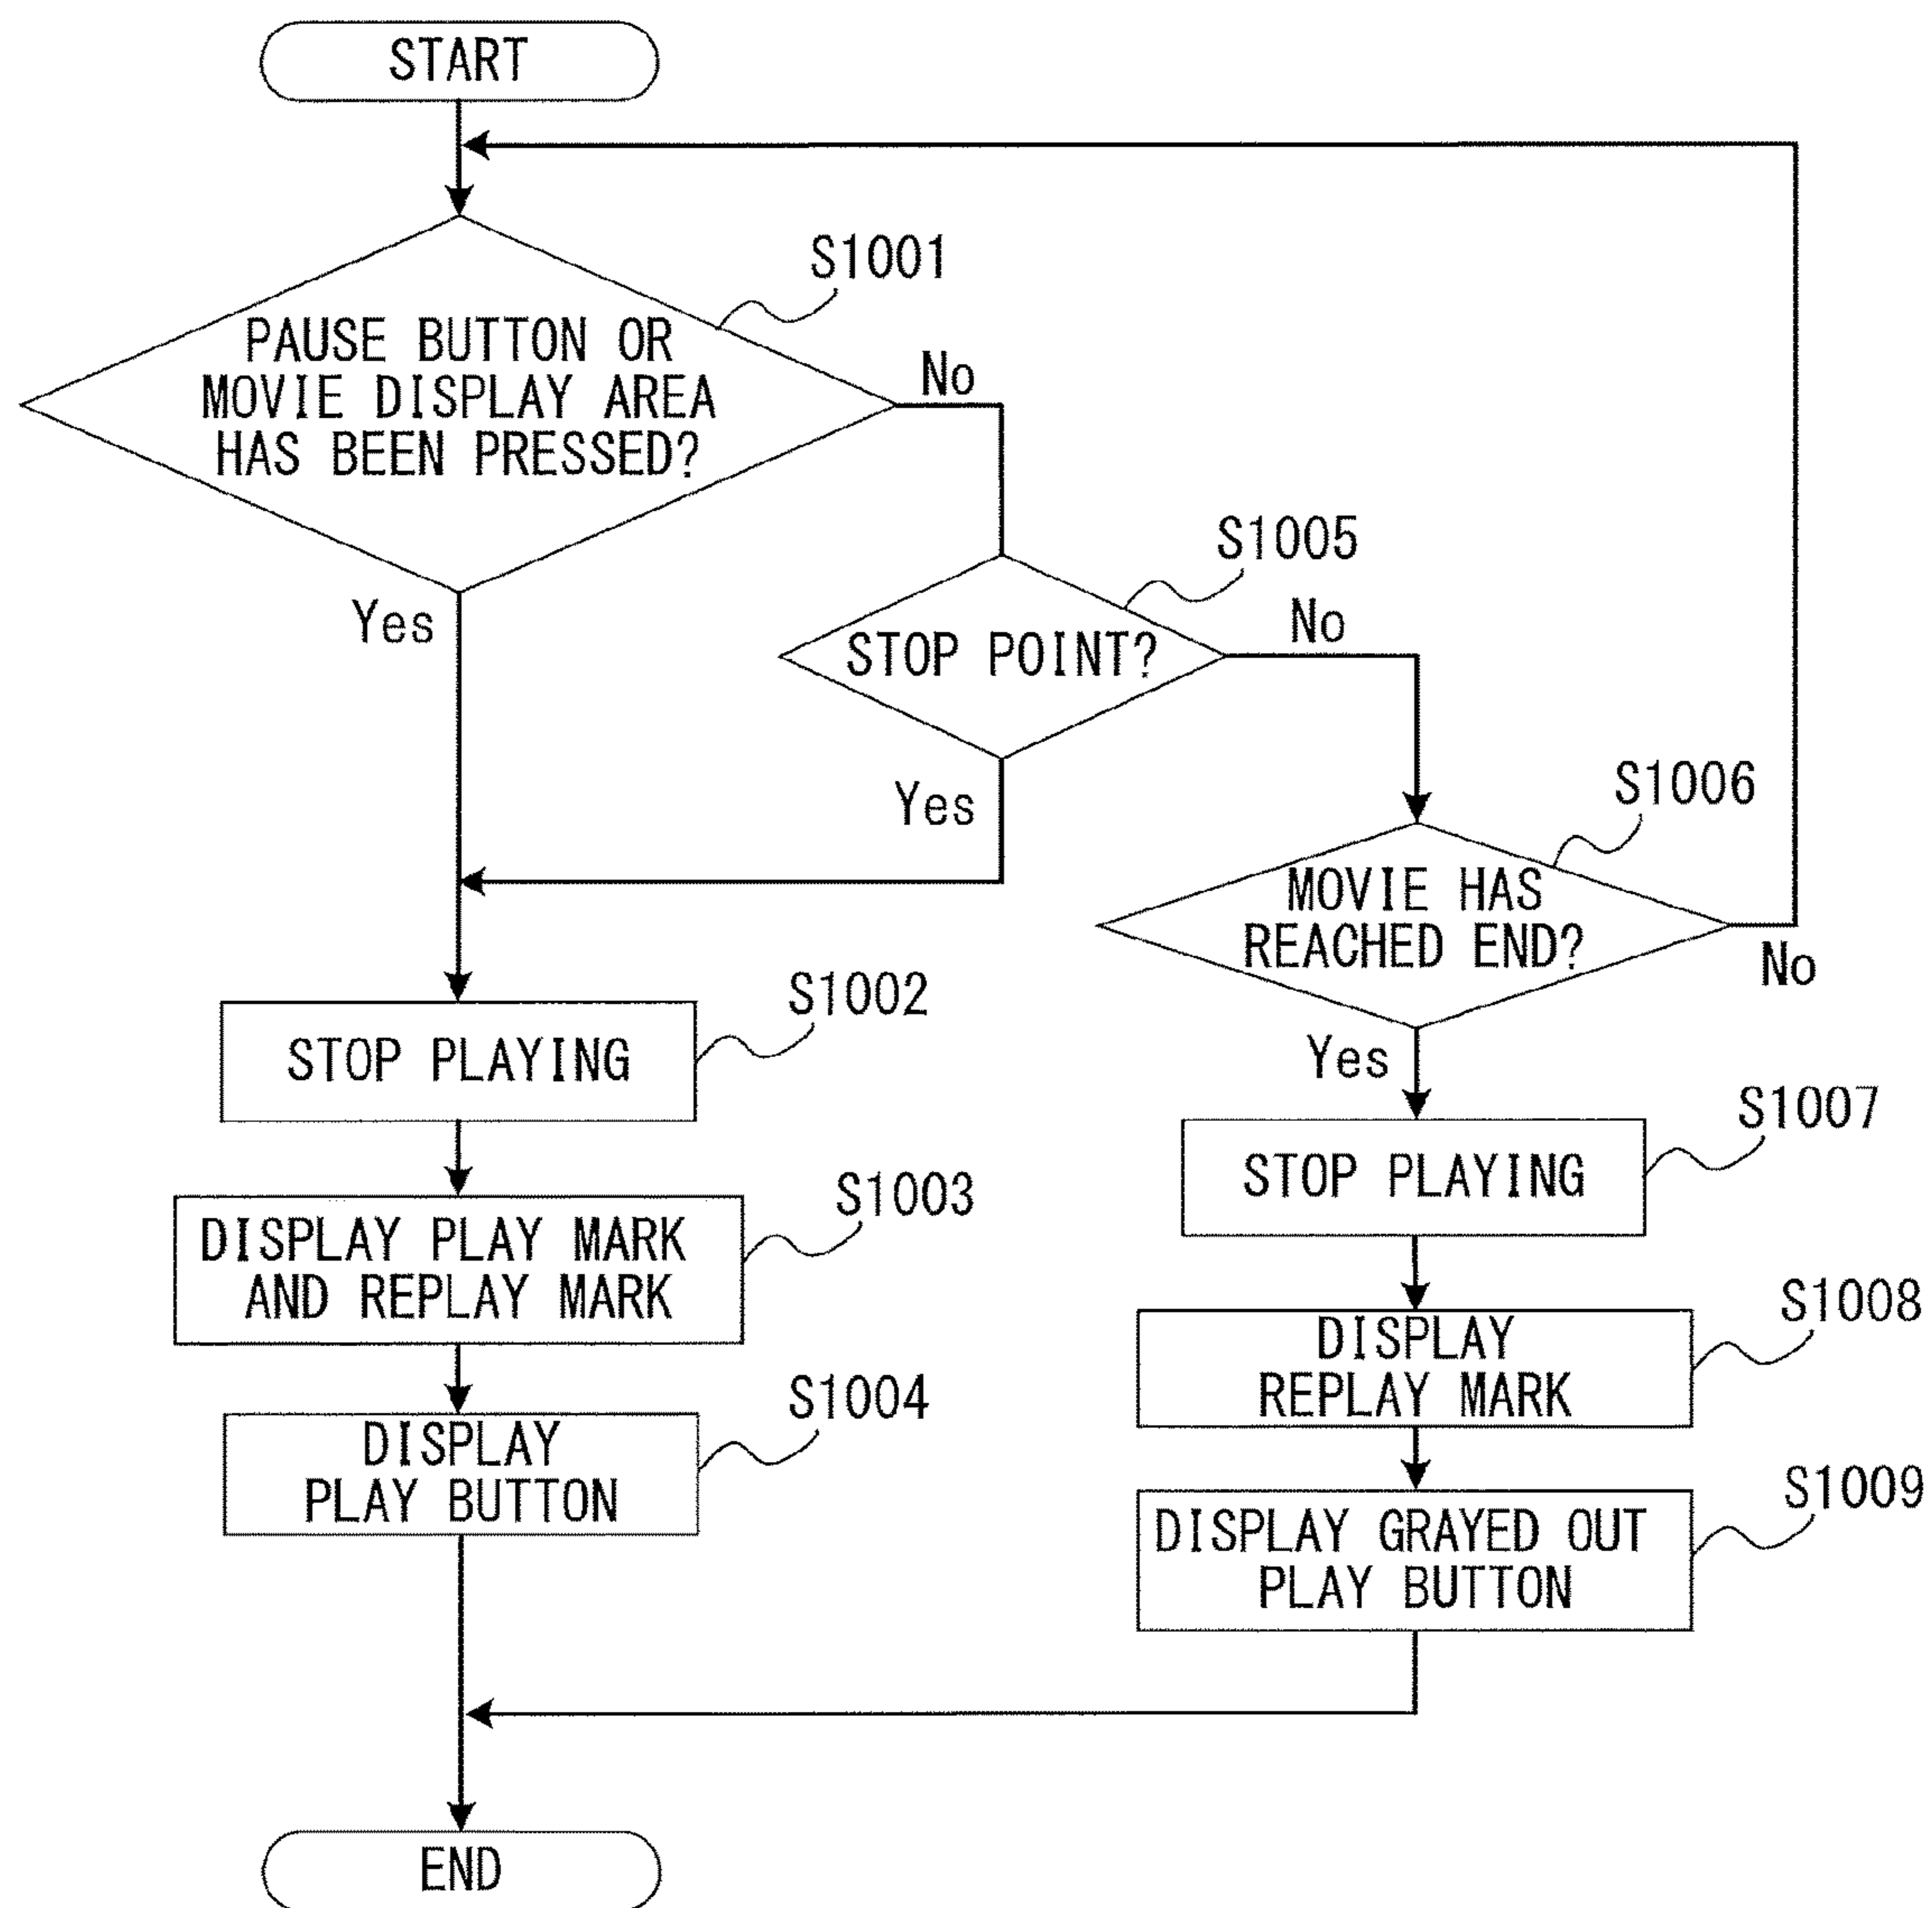 START
S1001
PAUSE BUTTON OR
MOVIE DISPLAY AREA
HAS BEEN PRESSED?
No
Yes
S1005
STOP POINT?
No
Yes
S1006
MOVIE HAS
REACHED END?
No
Yes
S1002
STOP PLAYING
S1003
DISPLAY PLAY MARK
AND REPLAY MARK
S1004
DISPLAY
PLAY BUTTON
S1007
STOP PLAYING
S1008
DISPLAY
REPLAY MARK
S1009
DISPLAY GRAYED OUT
PLAY BUTTON
END